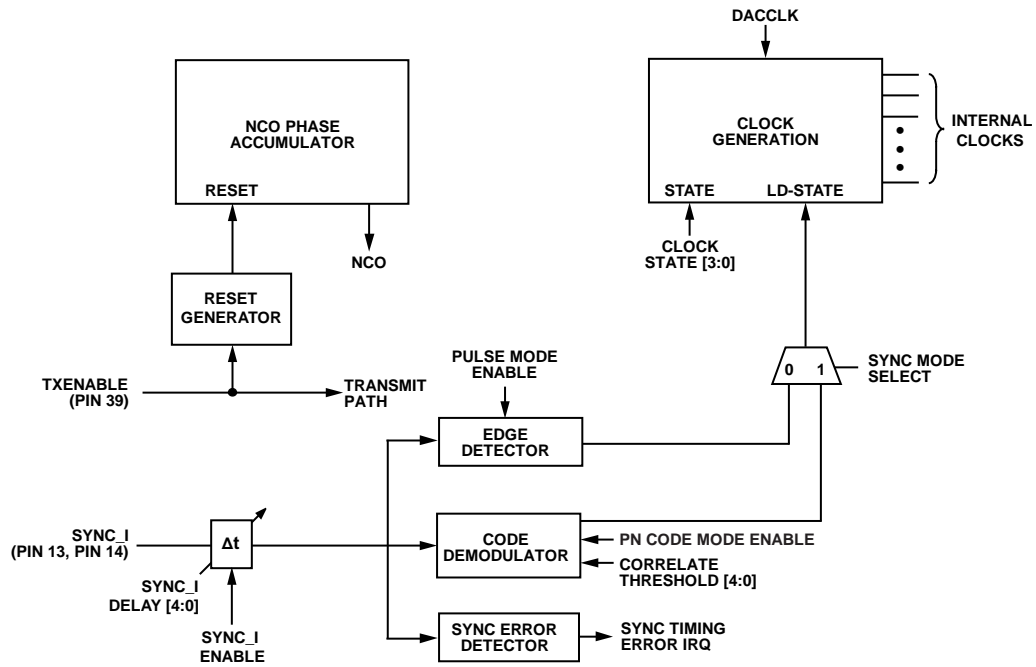 DACCLK
NCO PHASE
ACCUMULATOR
RESET
CLOCK
GENERATION
STATE
LD-STATE
INTERNAL
CLOCKS
NCO
CLOCK
STATE [3:0]
RESET
GENERATOR
TXENABLE
(PIN 39)
TRANSMIT
PATH
PULSE MODE
ENABLE
0
1
SYNC MODE
SELECT
EDGE
DETECTOR
SYNC_I
(PIN 13, PIN 14)
Δt
SYNC_I
DELAY [4:0]
SYNC_I
ENABLE
CODE
DEMODULATOR
PN CODE MODE ENABLE
CORRELATE
THRESHOLD [4:0]
SYNC ERROR
DETECTOR
SYNC TIMING
ERROR IRQ